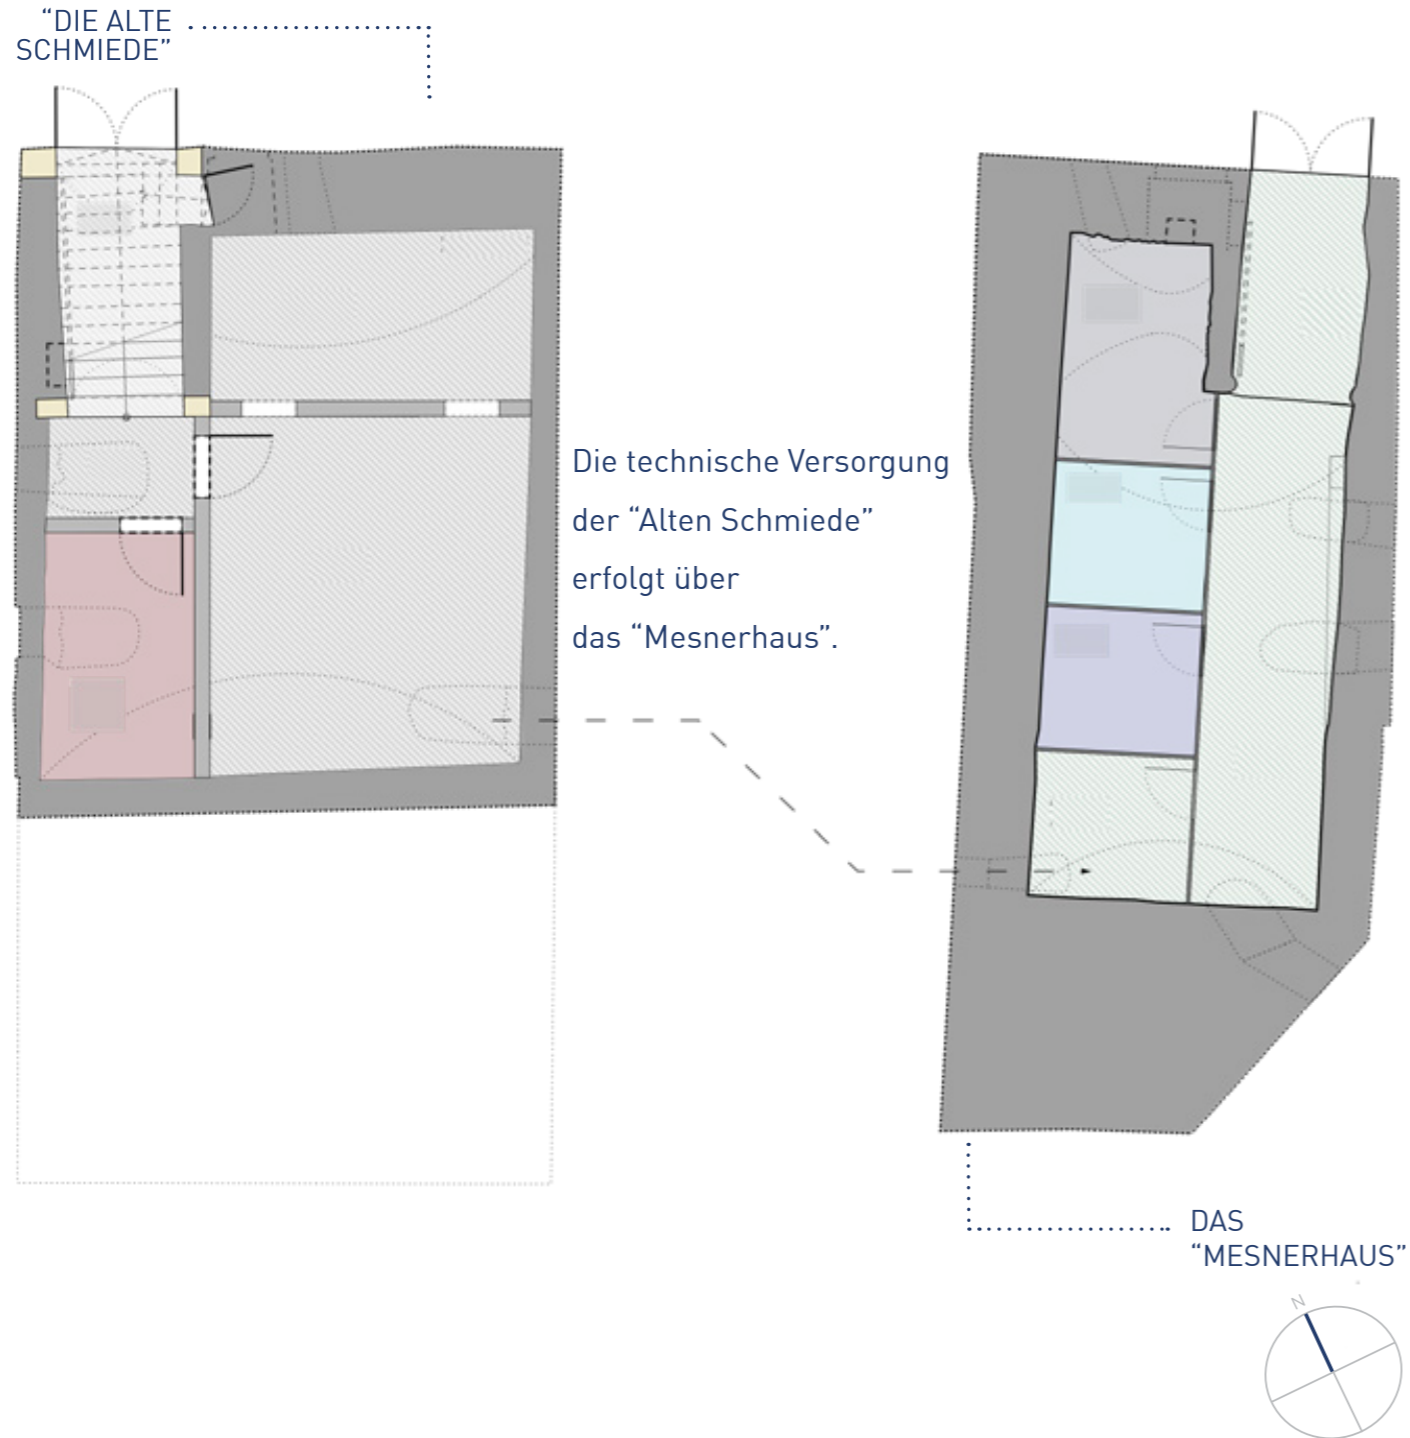 “DIE ALTE
SCHMIEDE”
Die technische Versorgung
der “Alten Schmiede”
erfolgt über
das “Mesnerhaus”.
DAS
“MESNERHAUS”
N